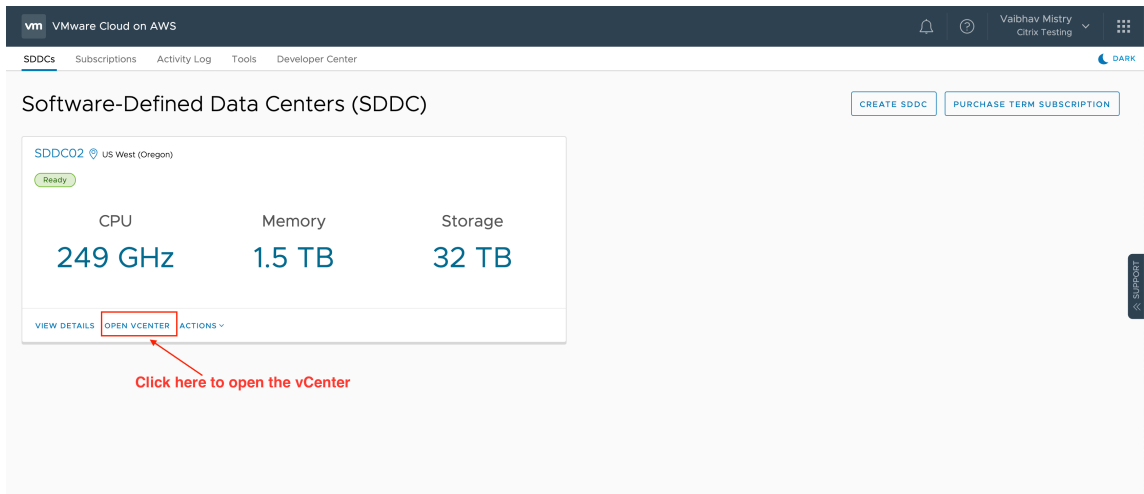 vm VMware Cloud on AWS
Vaibhav Mistry
Citrix Testing
SDDCs Subscriptions Activity Log Tools Developer Center
DARK
Software-Defined Data Centers (SDDC)
CREATE SDDC PURCHASE TERM SUBSCRIPTION
SDDC02 US West (Oregon)
Ready
CPU Memory Storage
249 GHz 1.5 TB 32 TB
SUPPORT
VIEW DETAILS OPEN VCENTER ACTIONS
Click here to open the vCenter